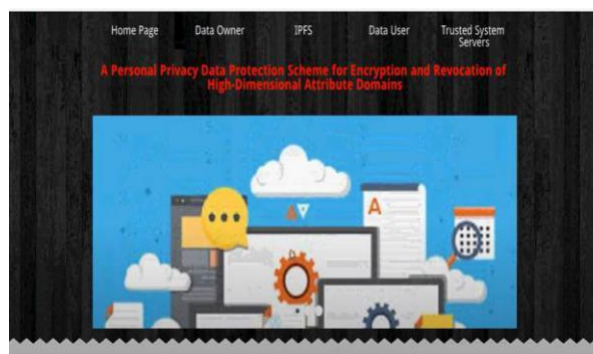 Home Page Data Owner IPFS Data User Trusted System
Servers
A Personal Privacy Data Protection Scheme for Encryption and Revocation of
High-Dimensional Attribute Domains
A
A